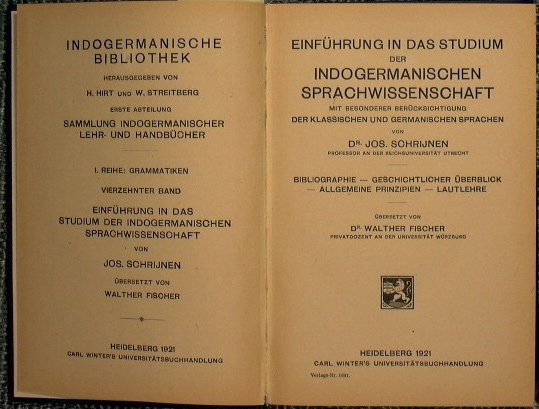 INDOGERMANISCHE
BIBLIOTHEK
HERAUSGEGEBEN VON
H. HIRT UND W. STREITBERG
ERSTE ABTEILUNG
SAMMLUNG INDOGERMANISCHER
LEHR- UND HANDBÜCHER
I. REIHE: GRAMMATIKEN
VIERZEHNTER BAND
EINFÜHRUNG IN DAS
STUDIUM DER INDOGERMANISCHEN
SPRACHWISSENSCHAFT
VON
JOS. SCHRIJNEN
ÜBERSETZT VON
WALTHER FISCHER
HEIDELBERG 1921
CARL WINTER'S UNIVERSITÄTSBUCHHANDLUNG
EINFÜHRUNG IN DAS STUDIUM
DER
INDOGERMANISCHEN
SPRACHWISSENSCHAFT
MIT BESONDERER BERÜCKSICHTIGUNG
DER KLASSISCHEN UND GERMANISCHEN SPRACHEN
VON
DR. JOS. SCHRIJNEN
PROFESSOR AN DER REICHSUNIVERSITÄT UTRECHT
BIBLIOGRAPHIE — GESCHICHTLICHER ÜBERBLICK
— ALLGEMEINE PRINZIPIEN — LAUTLEHRE
ÜBERSETZT VON
DR. WALTHER FISCHER
PRIVATDOZENT AN DER UNIVERSITÄT WÜRZBURG
HEIDELBERG 1921
CARL WINTER'S UNIVERSITÄTSBUCHHANDLUNG
Verlags-Nr.